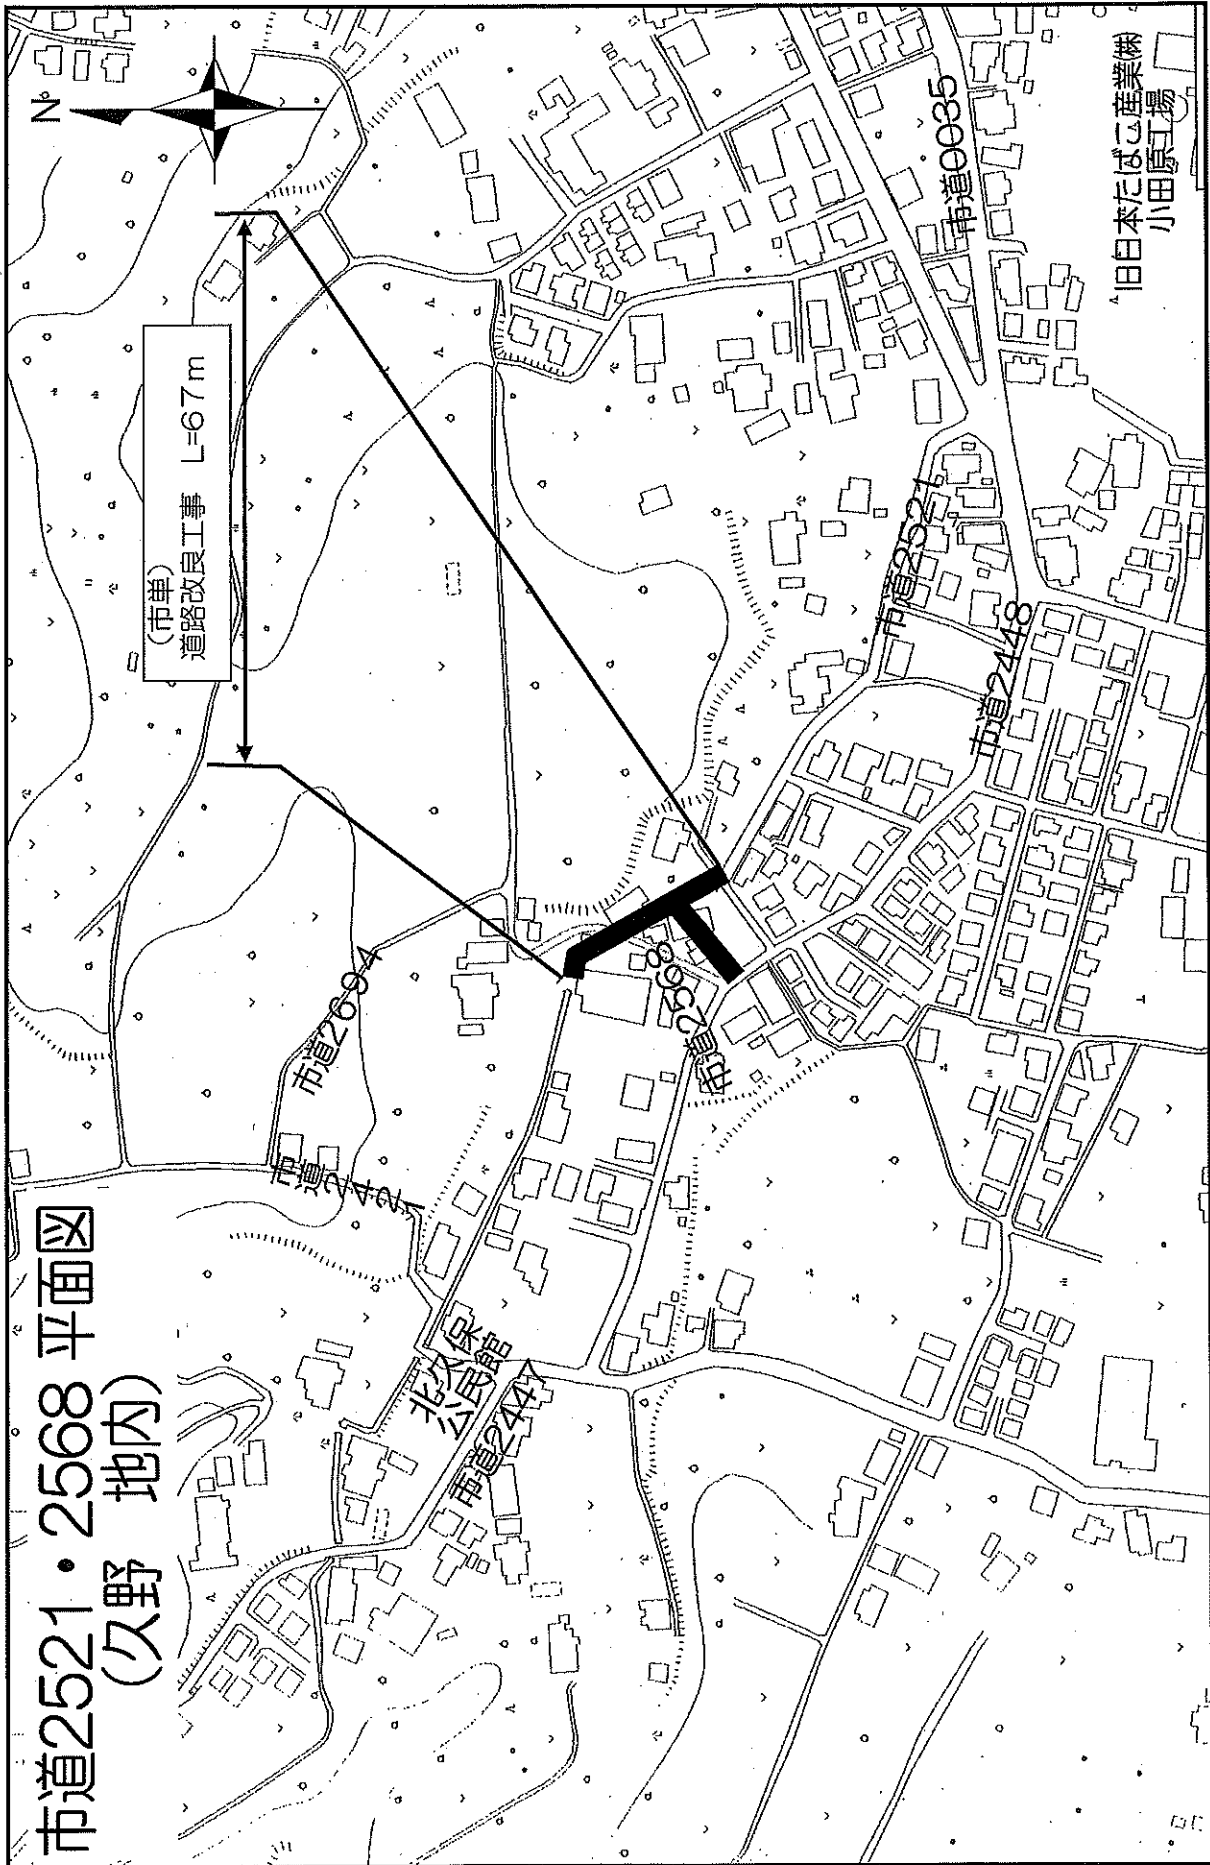 市道2521・2568 平面図
(久野　地内)
(市単)
道路改良工事 L=67m
N
市道2694
市道2421
北久保
公民館
市道2447
市道2568
市道2521
市道2448
市道0035
旧日本たばこ産業㈱
小田原工場